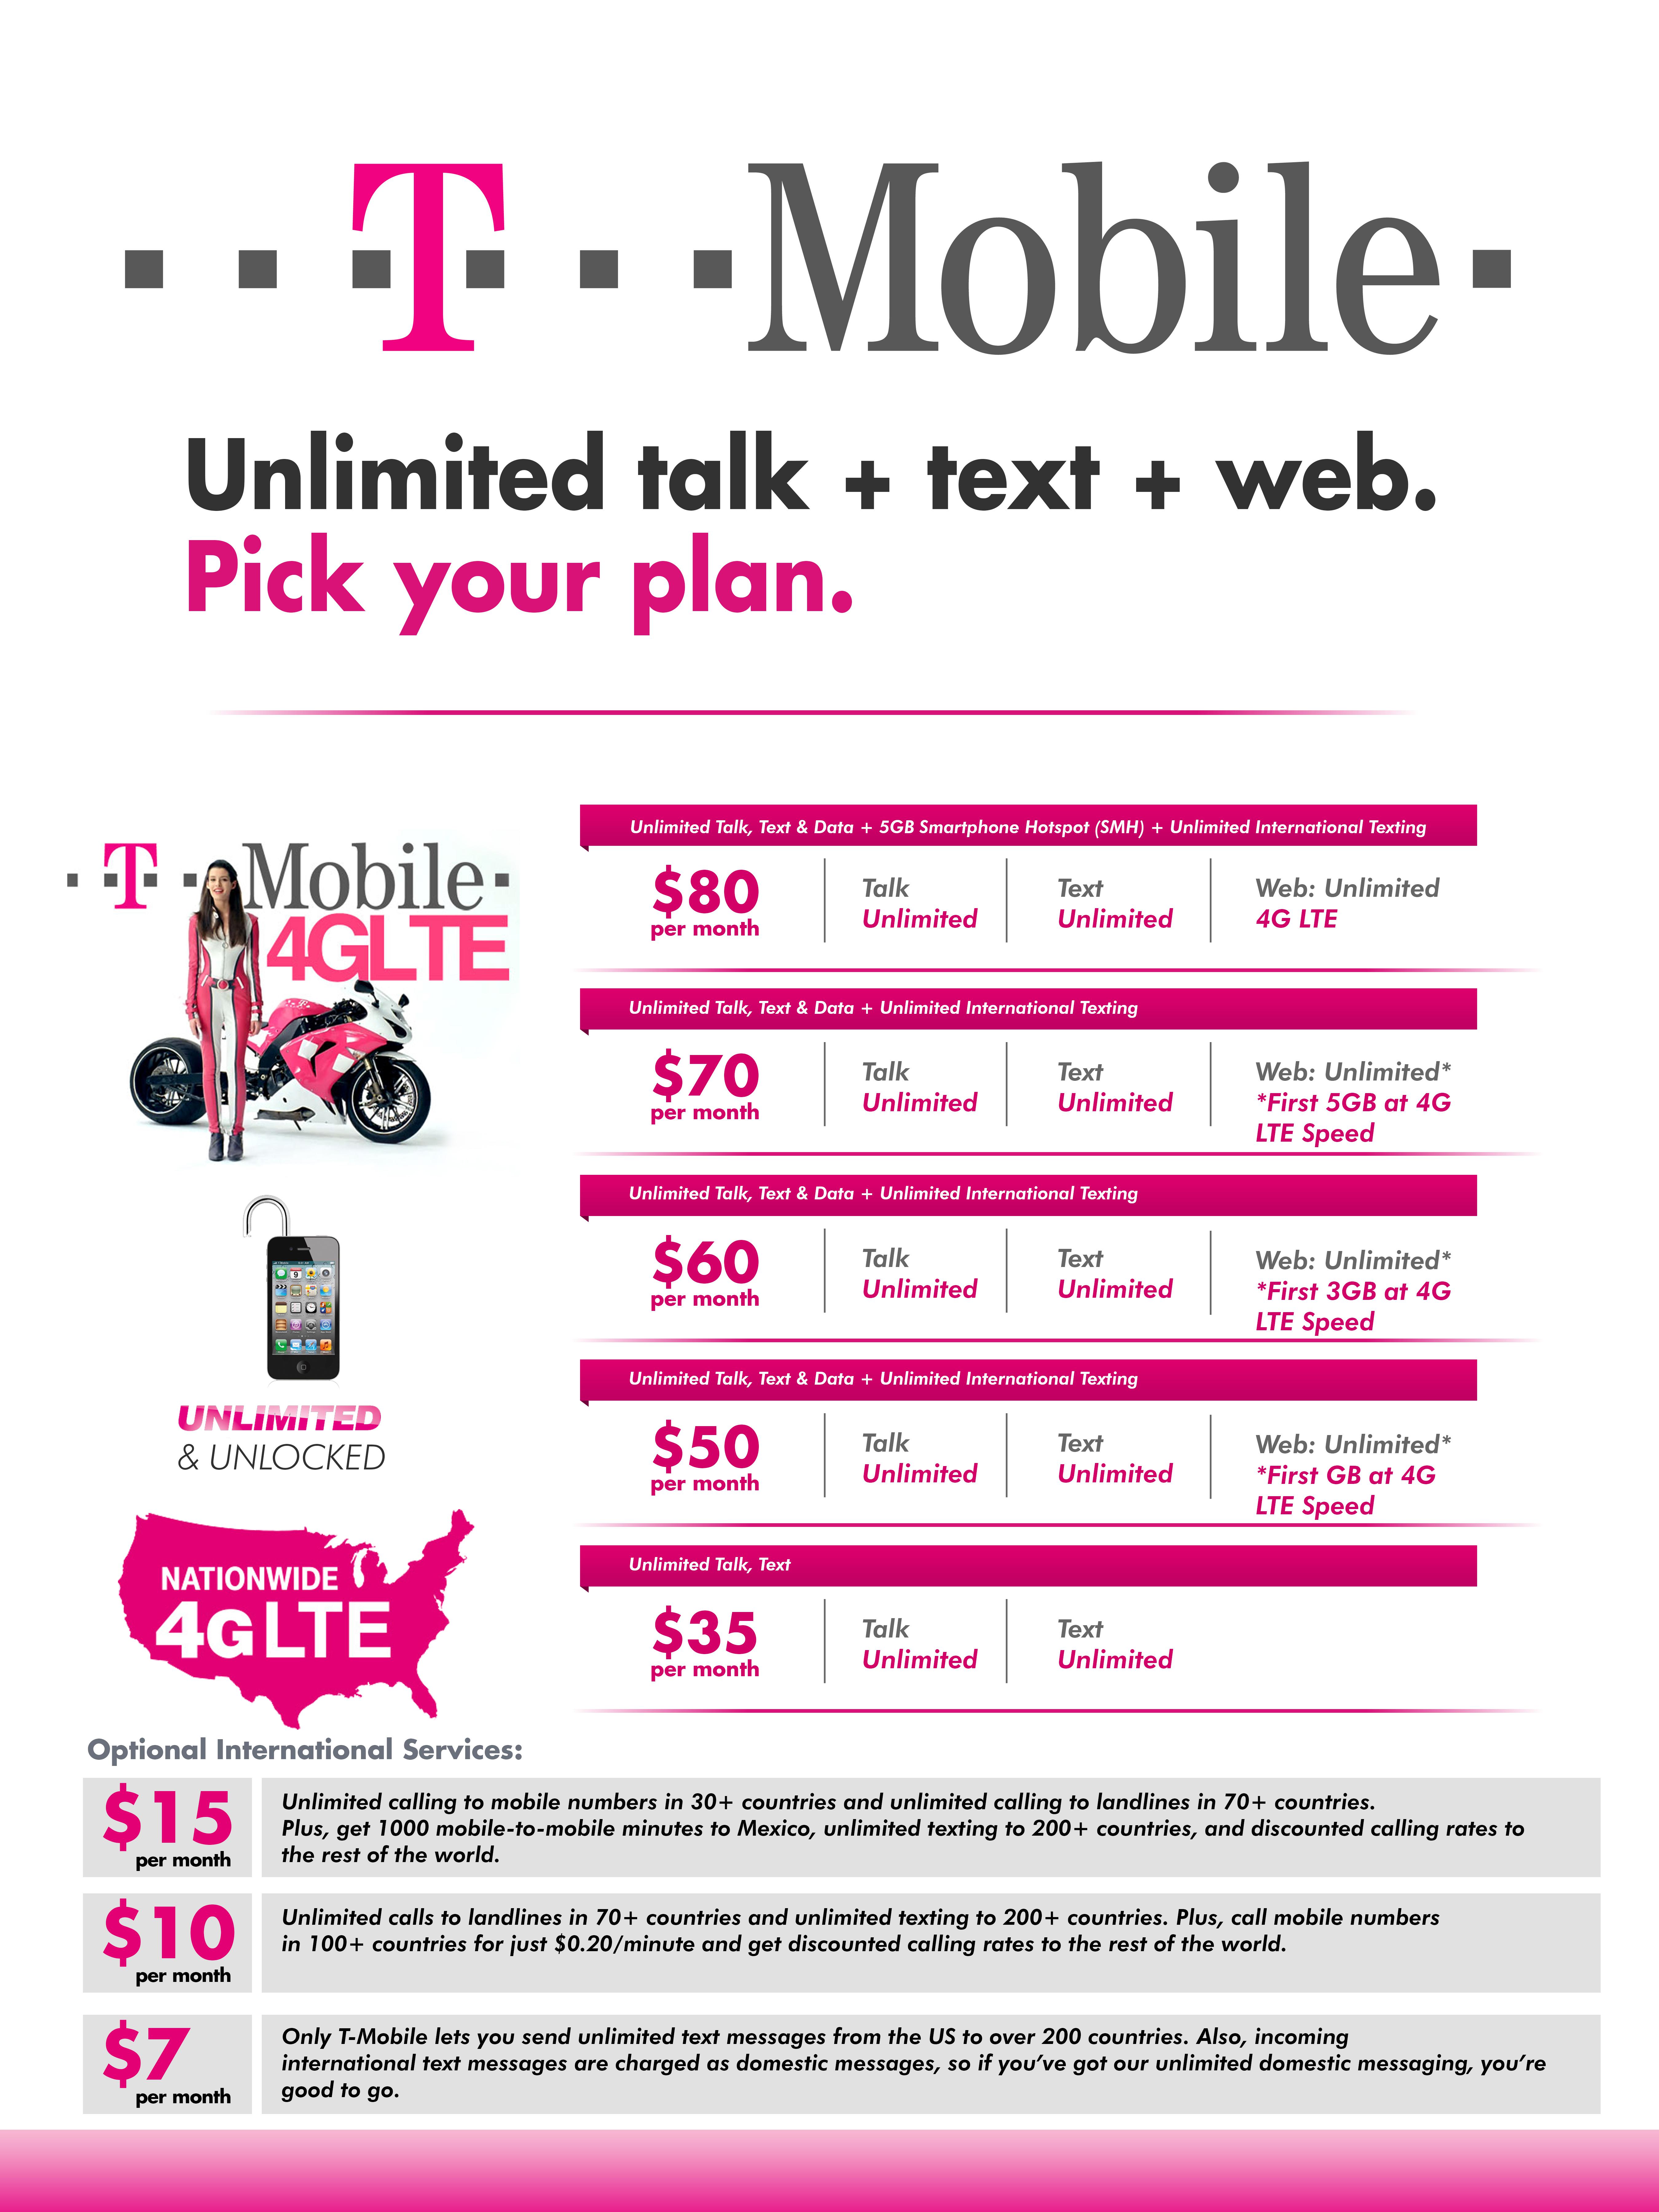 T Mobile
Unlimited talk + text + web.
Pick your plan.
T Mobile
4GLTE
UNLIMITED
& UNLOCKED
NATIONWIDE
4GLTE
Unlimited Talk, Text & Data + 5GB Smartphone Hotspot (SMH) + Unlimited International Texting
$80
per month
Talk
Unlimited
Text
Unlimited
Web: Unlimited
4G LTE
Unlimited Talk, Text & Data + Unlimited International Texting
$70
per month
Talk
Unlimited
Text
Unlimited
Web: Unlimited*
*First 5GB at 4G
LTE Speed
Unlimited Talk, Text & Data + Unlimited International Texting
$60
per month
Talk
Unlimited
Text
Unlimited
Web: Unlimited*
*First 3GB at 4G
LTE Speed
Unlimited Talk, Text & Data + Unlimited International Texting
$50
per month
Talk
Unlimited
Text
Unlimited
Web: Unlimited*
*First GB at 4G
LTE Speed
Unlimited Talk, Text
$35
per month
Talk
Unlimited
Text
Unlimited
Optional International Services:
$15
per month
Unlimited calling to mobile numbers in 30+ countries and unlimited calling to landlines in 70+ countries.
Plus, get 1000 mobile-to-mobile minutes to Mexico, unlimited texting to 200+ countries, and discounted calling rates to
the rest of the world.
$10
per month
Unlimited calls to landlines in 70+ countries and unlimited texting to 200+ countries. Plus, call mobile numbers
in 100+ countries for just $0.20/minute and get discounted calling rates to the rest of the world.
$7
per month
Only T-Mobile lets you send unlimited text messages from the US to over 200 countries. Also, incoming
international text messages are charged as domestic messages, so if you’ve got our unlimited domestic messaging, you’re
good to go.